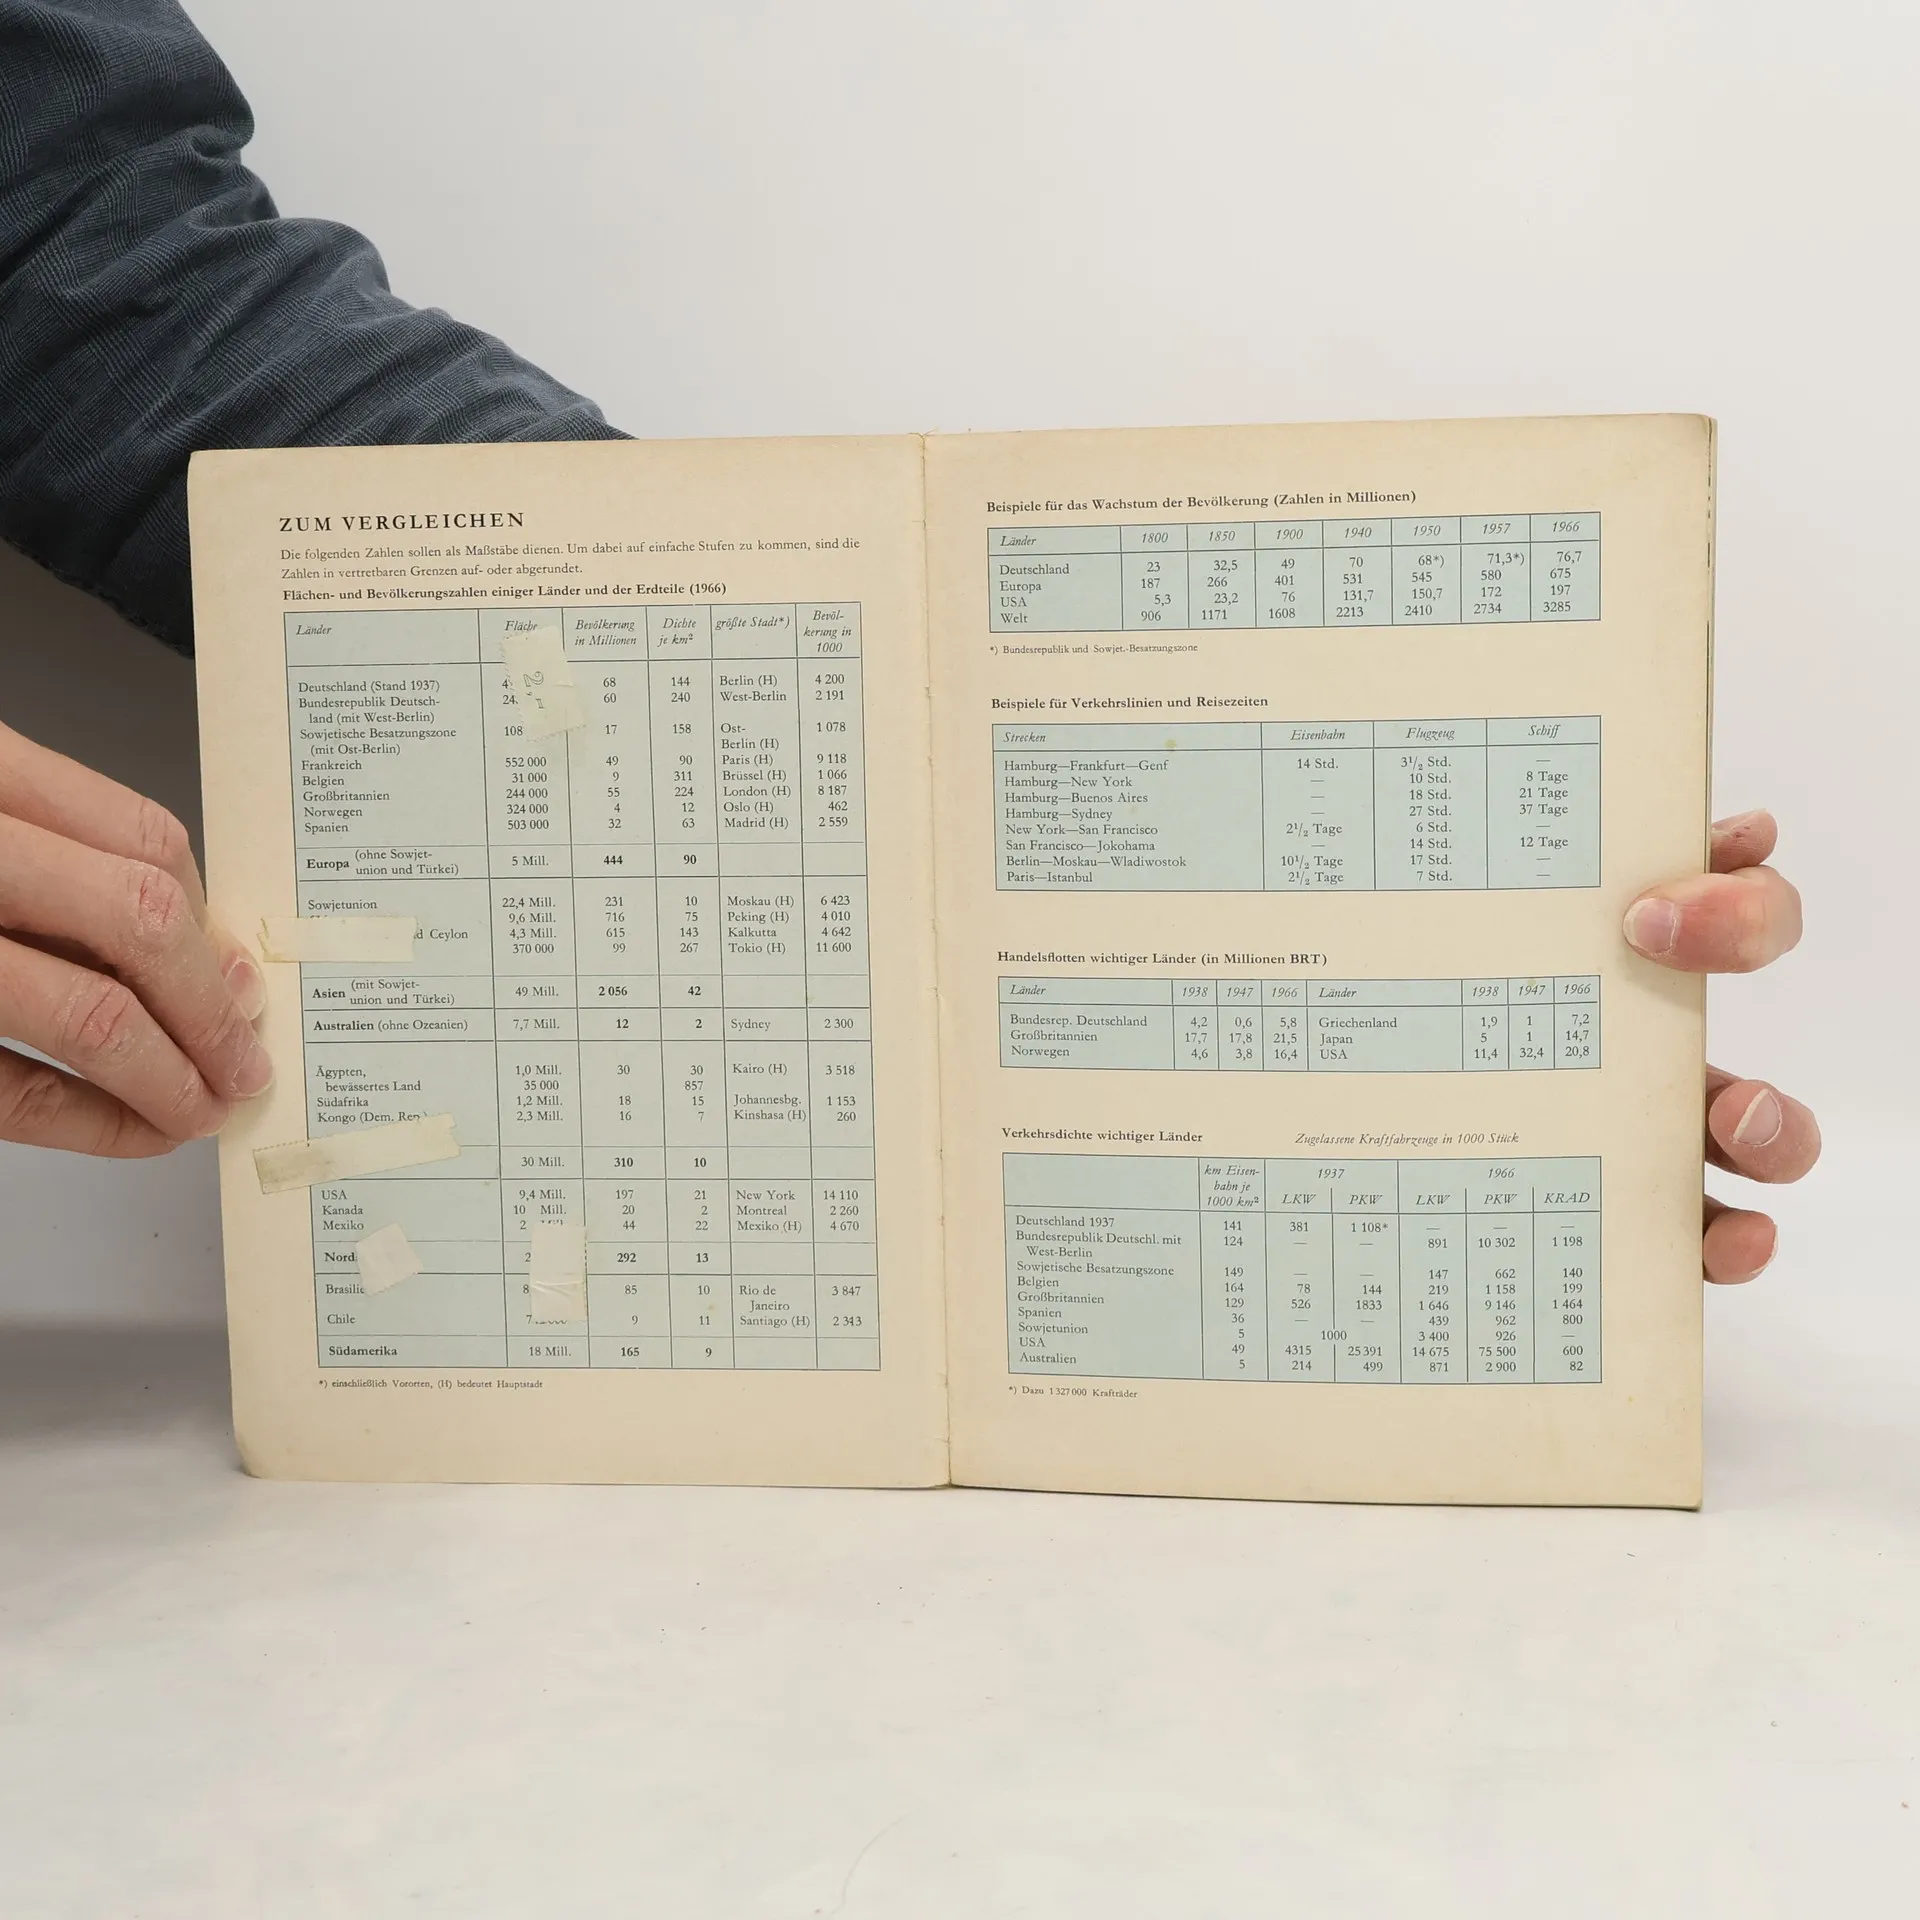 ZUM VERGLEICHEN
Die folgenden Zahlen sollen als Maßstäbe dienen. Um dabei auf einfache Stufen zu kommen, sind die
Zahlen in vertretbaren Grenzen auf- oder abgerundet.
Flächen- und Bevölkerungszahlen einiger Länder und der Erdteile (1966)
Länder Fläche Bevölkerung in Millionen Dichte je km² größte Stadt*) Bevöl-kerung in 1000
Deutschland (Stand 1937) 68 144 Berlin (H) 4 200
Bundesrepublik Deutsch- 60 240 West-Berlin 2 191
land (mit West-Berlin)
Sowjetische Besatzungszone 108 17 158 Ost- 1 078
(mit Ost-Berlin) Berlin (H)
Frankreich 552 000 49 90 Paris (H) 9 118
Belgien 31 000 9 311 Brüssel (H) 1 066
Großbritannien 244 000 55 224 London (H) 8 187
Norwegen 324 000 4 12 Oslo (H) 462
Spanien 503 000 32 63 Madrid (H) 2 559
Europa (ohne Sowjet-union und Türkei) 5 Mill. 444 90
Sowjetunion 22,4 Mill. 231 10 Moskau (H) 6 423
9,6 Mill. 716 75 Peking (H) 4 010
Ceylon 4,3 Mill. 615 143 Kalkutta 4 642
370 000 99 267 Tokio (H) 11 600
Asien (mit Sowjet-union und Türkei) 49 Mill. 2 056 42
Australien (ohne Ozeanien) 7,7 Mill. 12 2 Sydney 2 300
Ägypten, 1,0 Mill. 30 30 Kairo (H) 3 518
bewässertes Land 35 000 857
Südafrika 1,2 Mill. 18 15 Johannesbg. 1 153
Kongo (Dem. Rep.) 2,3 Mill. 16 7 Kinshasa (H) 260
30 Mill. 310 10
USA 9,4 Mill. 197 21 New York 14 110
Kanada 10 Mill. 20 2 Montreal 2 260
Mexiko 2 44 22 Mexiko (H) 4 670
Nord 2 292 13
8 85 10 Rio de 3 847
Janeiro
Chile 9 11 Santiago (H) 2 343
Südamerika 18 Mill. 165 9
*) einschließlich Vororten, (H) bedeutet Hauptstadt
Beispiele für das Wachstum der Bevölkerung (Zahlen in Millionen)
Länder 1800 1850 1900 1940 1950 1957 1966
Deutschland 23 32,5 49 70 68*) 71,3*) 76,7
Europa 187 266 401 531 545 580 675
USA 5,3 23,2 76 131,7 150,7 172 197
Welt 906 1171 1608 2213 2410 2734 3285
*) Bundesrepublik und Sowjet.-Besatzungszone
Beispiele für Verkehrslinien und Reisezeiten
Strecken Eisenbahn Flugzeug Schiff
Hamburg—Frankfurt—Genf 14 Std. 3¹/₂ Std. —
Hamburg—New York — 10 Std. 8 Tage
Hamburg—Buenos Aires — 18 Std. 21 Tage
Hamburg—Sydney — 27 Std. 37 Tage
New York—San Francisco 2¹/₂ Tage 6 Std. —
San Francisco—Jokohama — 14 Std. 12 Tage
Berlin—Moskau—Wladiwostok 10¹/₂ Tage 17 Std. —
Paris—Istanbul 2¹/₂ Tage 7 Std. —
Handelsflotten wichtiger Länder (in Millionen BRT)
Länder 1938 1947 1966 Länder 1938 1947 1966
Bundesrep. Deutschland 4,2 0,6 5,8 Griechenland 1,9 1 7,2
Großbritannien 17,7 17,8 21,5 Japan 5 1 14,7
Norwegen 4,6 3,8 16,4 USA 11,4 32,4 20,8
Verkehrsdichte wichtiger Länder Zugelassene Kraftfahrzeuge in 1000 Stück
km Eisen-bahn je 1000 km² 1937 1966
LKW PKW LKW PKW KRAD
Deutschland 1937 141 381 1 108* — — —
Bundesrepublik Deutschl. mit 124 — — 891 10 302 1 198
West-Berlin
Sowjetische Besatzungszone 149 — — 147 662 140
Belgien 164 78 144 219 1 158 199
Großbritannien 129 526 1833 1 646 9 146 1 464
Spanien 36 — — 439 962 800
Sowjetunion 5 1000 3 400 926 —
USA 49 4315 25 391 14 675 75 500 600
Australien 5 214 499 871 2 900 82
*) Dazu 1 327 000 Krafträder